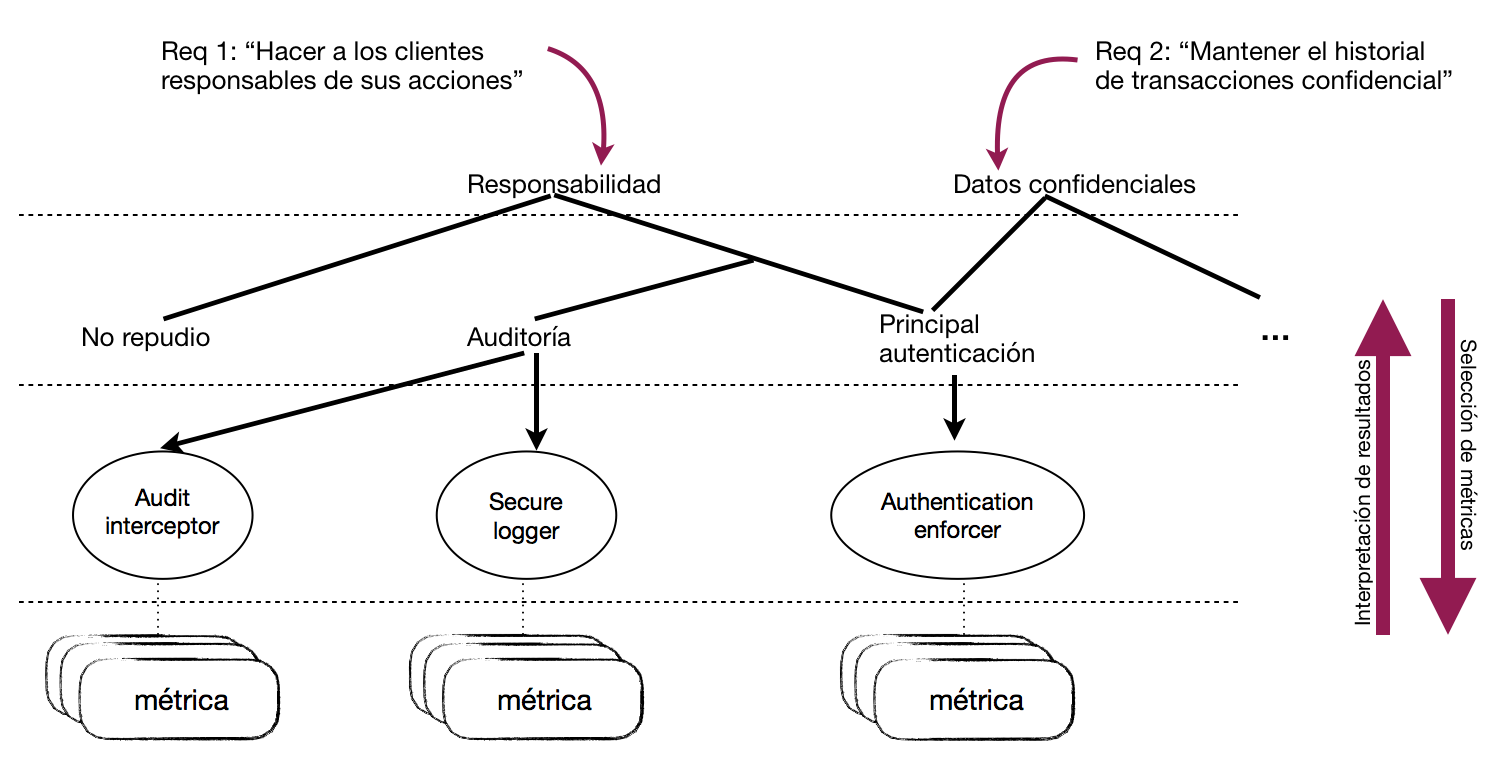 Req 1: “Hacer a los clientes
responsables de sus acciones”
Req 2: “Mantener el historial
de transacciones confidencial”
Responsabilidad
Datos confidenciales
No repudio
Auditoría
Principal
autenticación
...
Audit
interceptor
Secure
logger
Authentication
enforcer
métrica
métrica
métrica
Interpretación de resultados
Selección de métricas